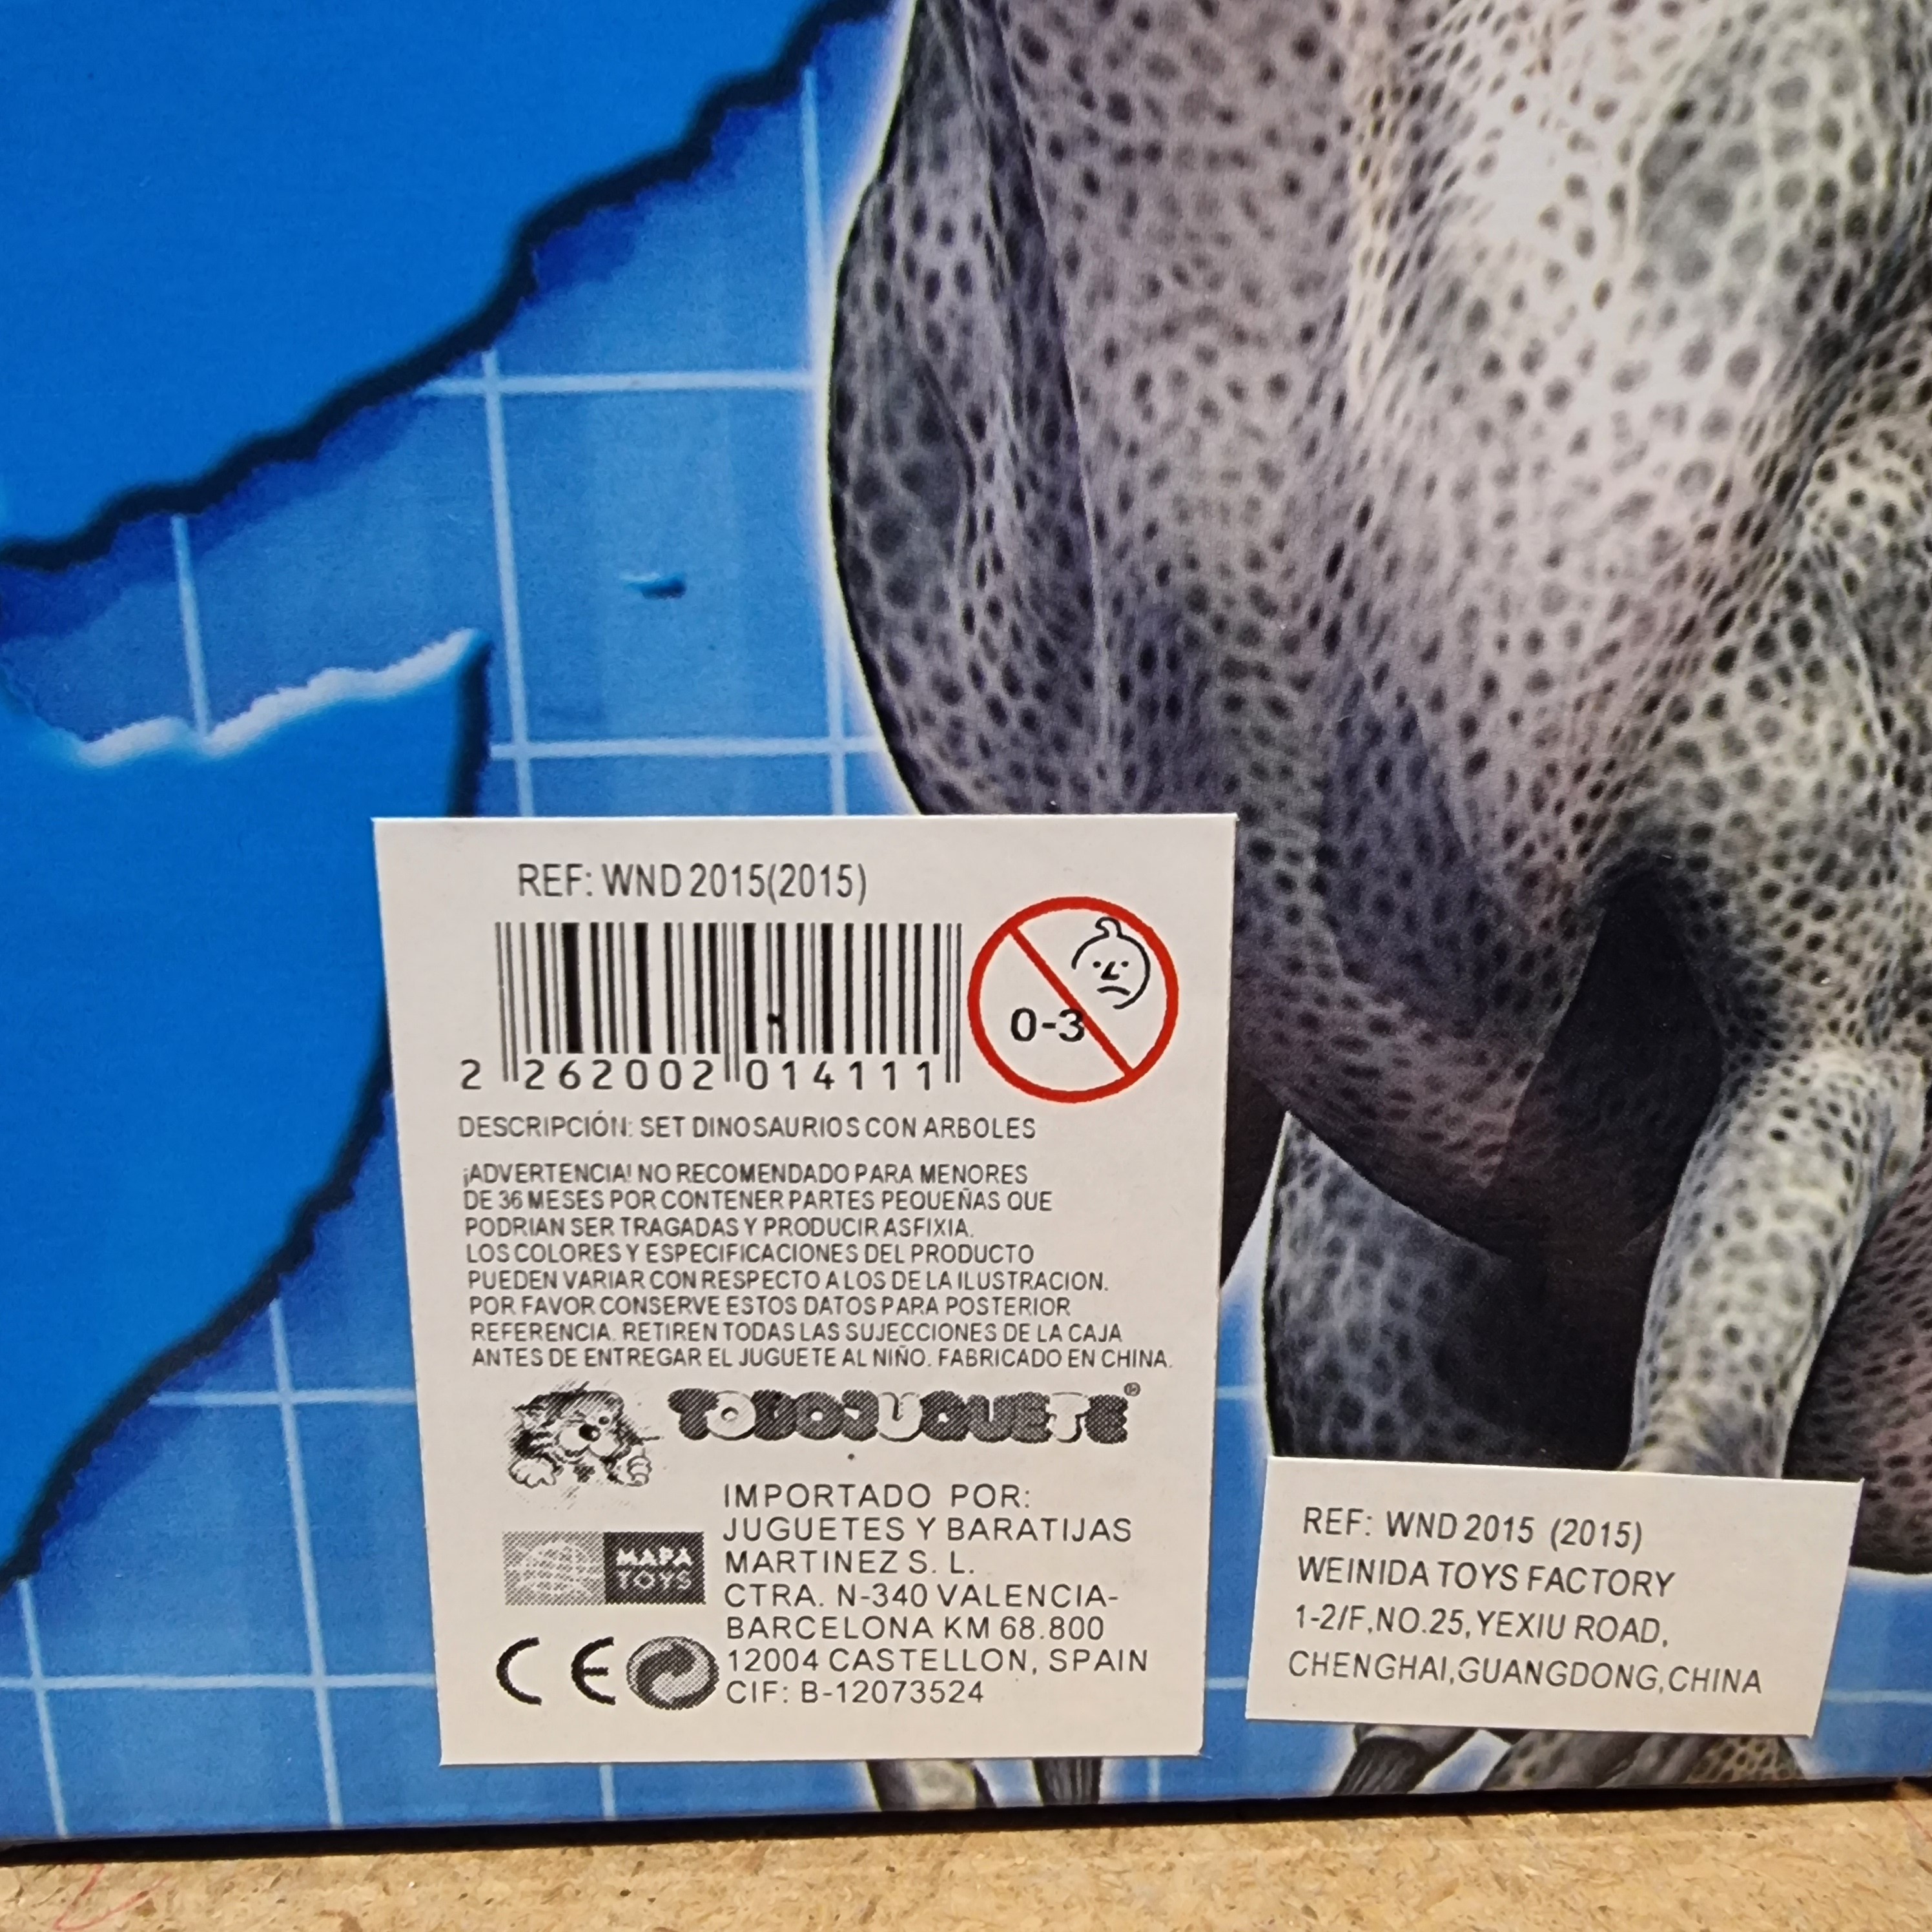 REF: WND 2015(2015)
0-3
2 262002 014111
DESCRIPCIÓN: SET DINOSAURIOS CON ARBOLES
¡ADVERTENCIA! NO RECOMENDADO PARA MENORES
DE 36 MESES POR CONTENER PARTES PEQUEÑAS QUE
PODRIAN SER TRAGADAS Y PRODUCIR ASFIXIA.
LOS COLORES Y ESPECIFICACIONES DEL PRODUCTO
PUEDEN VARIAR CON RESPECTO A LOS DE LA ILUSTRACION.
POR FAVOR CONSERVE ESTOS DATOS PARA POSTERIOR
REFERENCIA. RETIREN TODAS LAS SUJECCIONES DE LA CAJA
ANTES DE ENTREGAR EL JUGUETE AL NIÑO. FABRICADO EN CHINA.
TODOJUGUETE®
IMPORTADO POR:
JUGUETES Y BARATIJAS
MARTINEZ S. L.
CTRA. N-340 VALENCIA-
BARCELONA KM 68.800
12004 CASTELLON, SPAIN
CIF: B-12073524
MAPA
TOYS
CE
REF: WND 2015 (2015)
WEINIDA TOYS FACTORY
1-2/F,NO.25,YEXIU ROAD,
CHENGHAI,GUANGDONG,CHINA